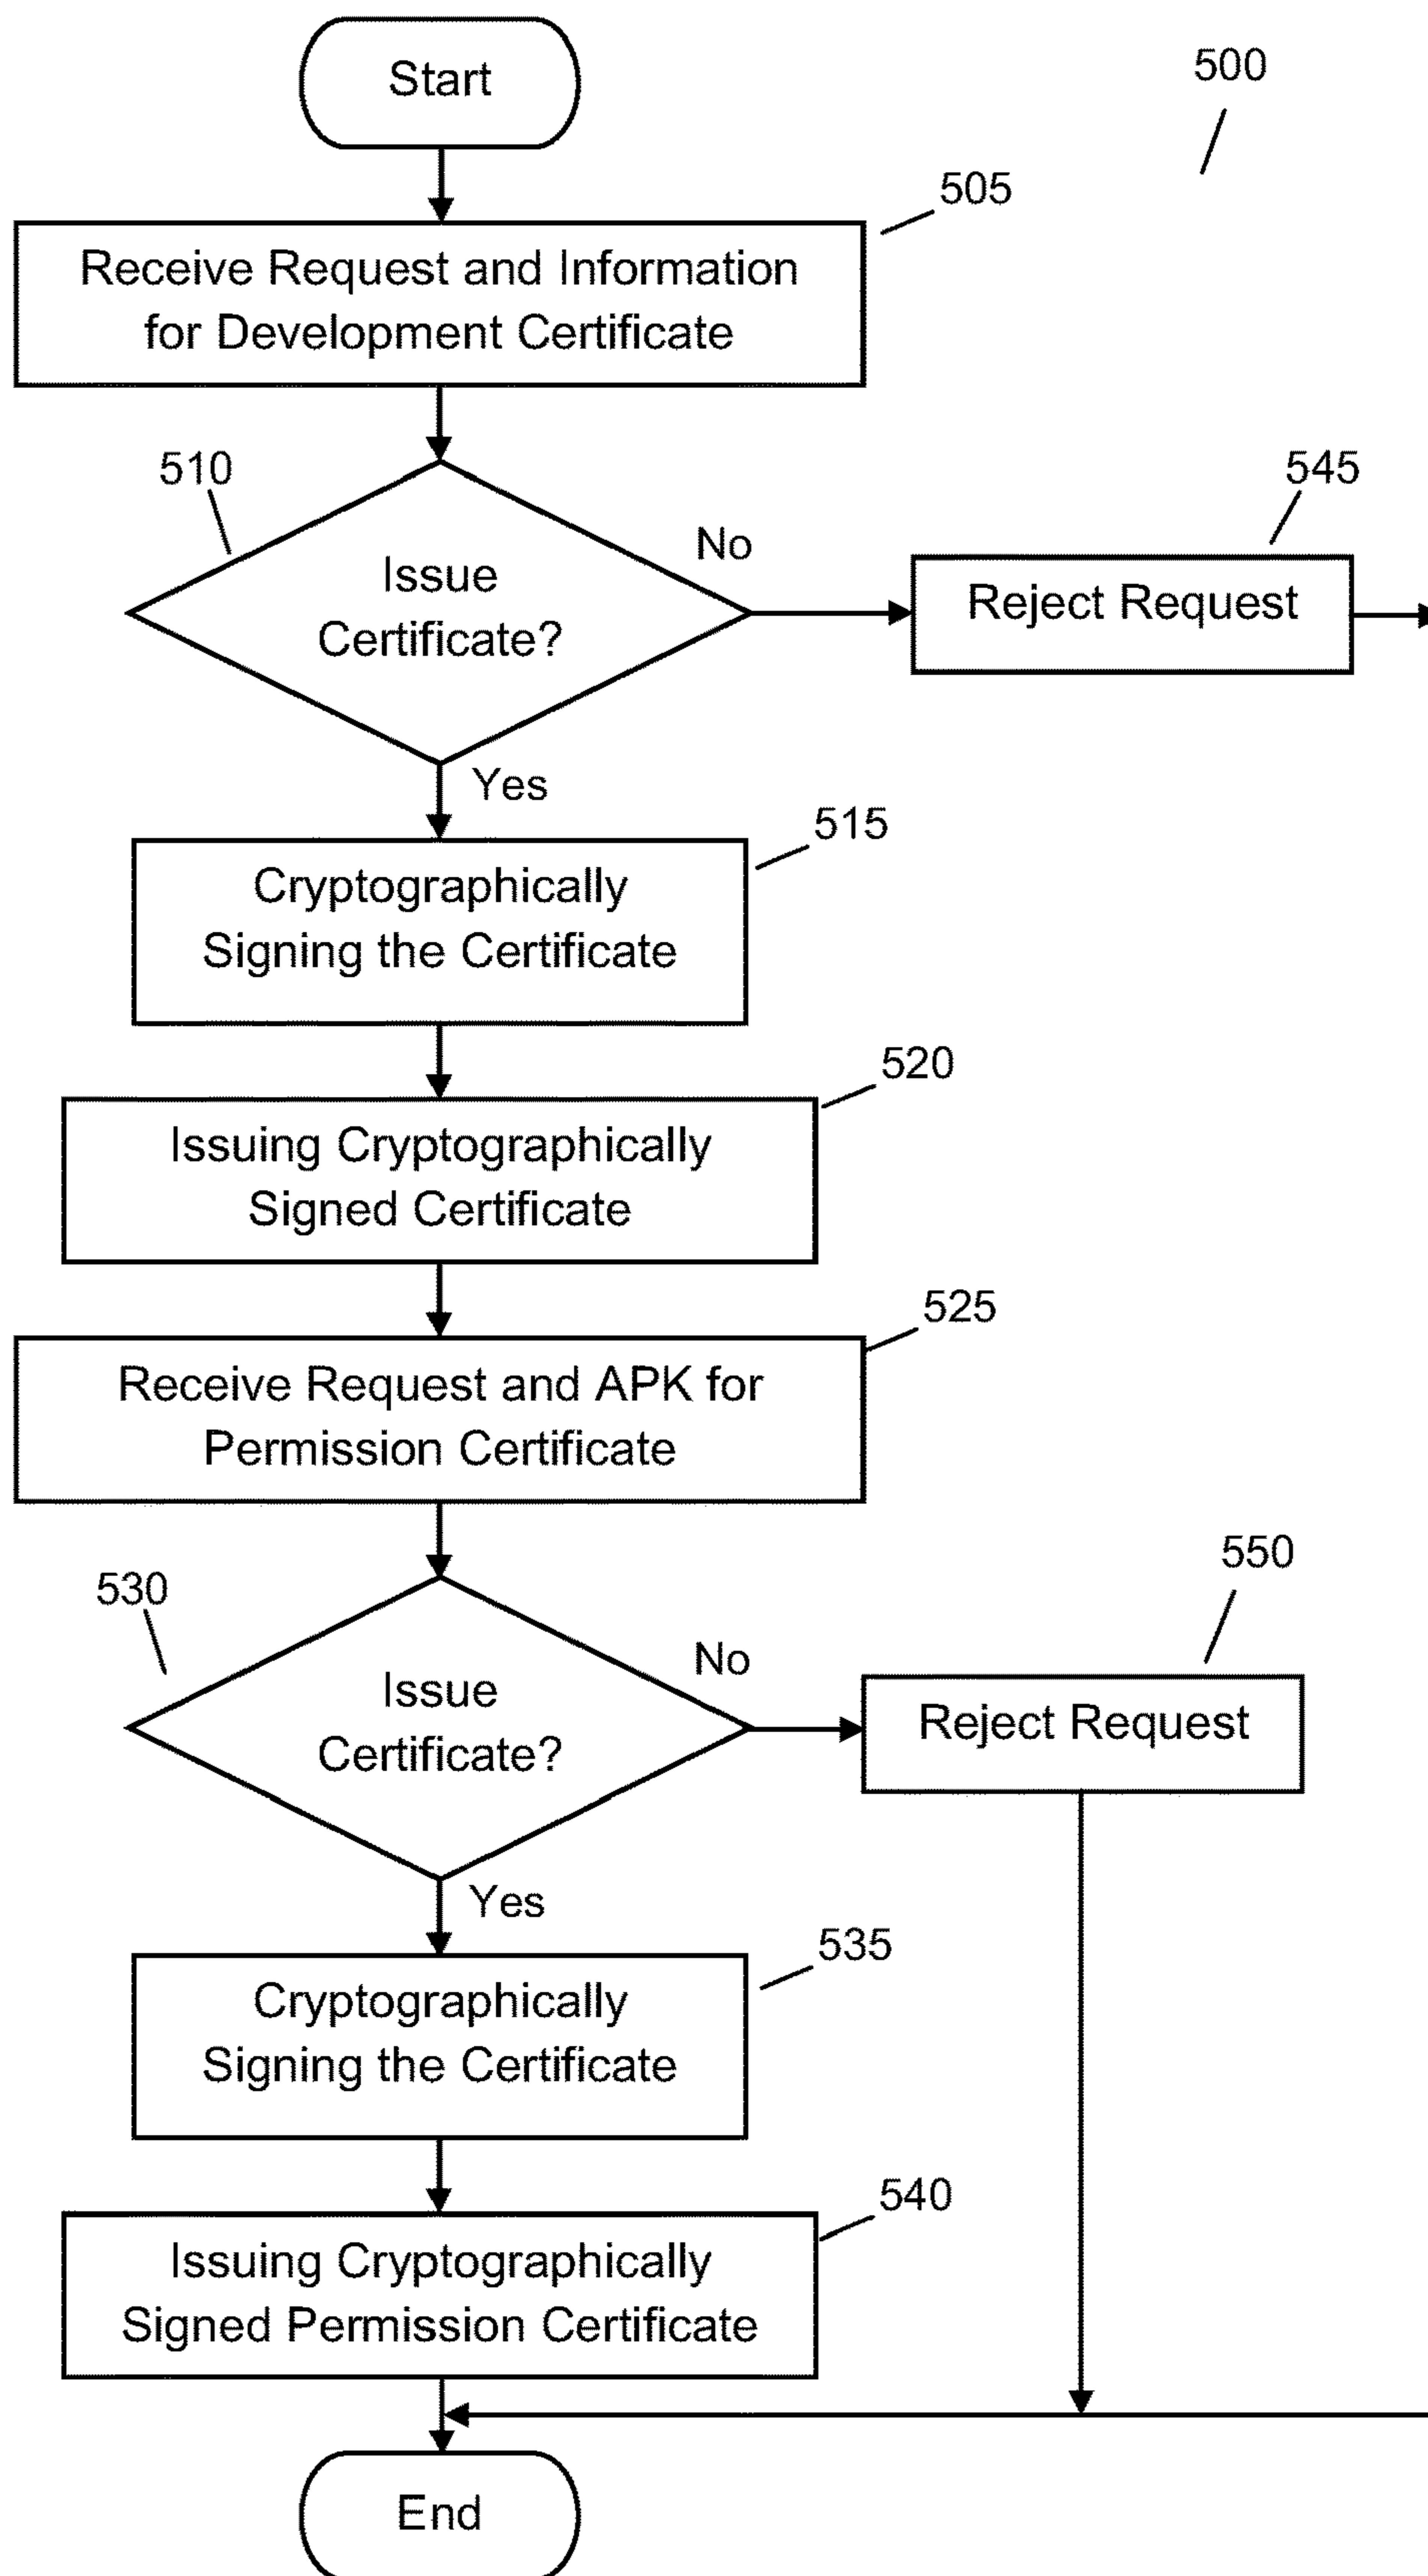 Start
500
505
Receive Request and Information
for Development Certificate
510
545
No
Issue
Certificate?
Reject Request
Yes
515
Cryptographically
Signing the Certificate
520
Issuing Cryptographically
Signed Certificate
525
Receive Request and APK for
Permission Certificate
550
530
No
Issue
Certificate?
Reject Request
Yes
535
Cryptographically
Signing the Certificate
540
Issuing Cryptographically
Signed Permission Certificate
End